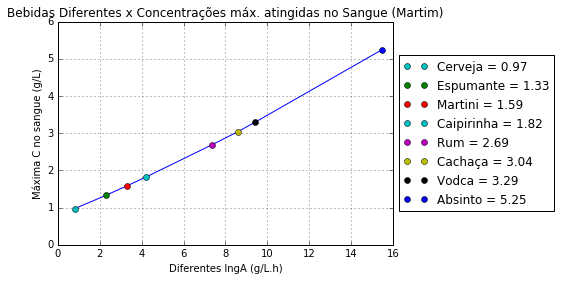 Bebidas Diferentes x Concentrações máx. atingidas no Sangue (Martim)
6
5
4
3
2
1
0
Máxima C no sangue (g/L)
0 2 4 6 8 10 12 14 16
Diferentes IngA (g/L.h)
Cerveja = 0.97
Espumante = 1.33
Martini = 1.59
Caipirinha = 1.82
Rum = 2.69
Cachaça = 3.04
Vodca = 3.29
Absinto = 5.25